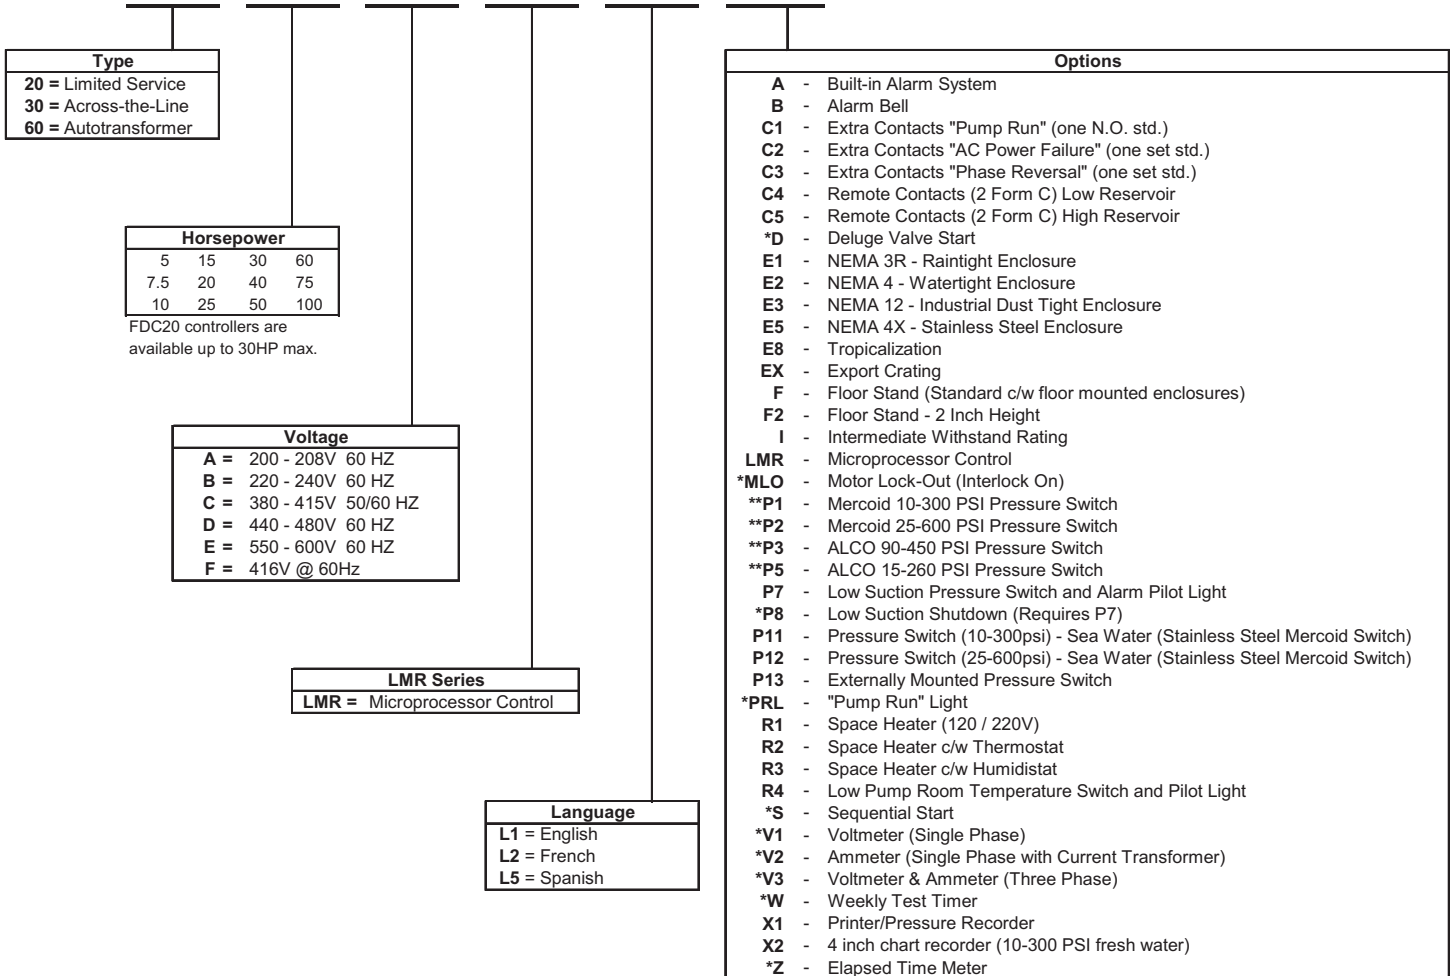 Type
20 = Limited Service
30 = Across-the-Line
60 = Autotransformer
Horsepower
5 15 30 60
7.5 20 40 75
10 25 50 100
FDC20 controllers are
available up to 30HP max.
Voltage
A = 200 - 208V 60 HZ
B = 220 - 240V 60 HZ
C = 380 - 415V 50/60 HZ
D = 440 - 480V 60 HZ
E = 550 - 600V 60 HZ
F = 416V @ 60Hz
LMR Series
LMR = Microprocessor Control
Language
L1 = English
L2 = French
L5 = Spanish
Options
A - Built-in Alarm System
B - Alarm Bell
C1 - Extra Contacts "Pump Run" (one N.O. std.)
C2 - Extra Contacts "AC Power Failure" (one set std.)
C3 - Extra Contacts "Phase Reversal" (one set std.)
C4 - Remote Contacts (2 Form C) Low Reservoir
C5 - Remote Contacts (2 Form C) High Reservoir
*D - Deluge Valve Start
E1 - NEMA 3R - Raintight Enclosure
E2 - NEMA 4 - Watertight Enclosure
E3 - NEMA 12 - Industrial Dust Tight Enclosure
E5 - NEMA 4X - Stainless Steel Enclosure
E8 - Tropicalization
EX - Export Crating
F - Floor Stand (Standard c/w floor mounted enclosures)
F2 - Floor Stand - 2 Inch Height
I - Intermediate Withstand Rating
LMR - Microprocessor Control
*MLO - Motor Lock-Out (Interlock On)
**P1 - Mercoid 10-300 PSI Pressure Switch
**P2 - Mercoid 25-600 PSI Pressure Switch
**P3 - ALCO 90-450 PSI Pressure Switch
**P5 - ALCO 15-260 PSI Pressure Switch
P7 - Low Suction Pressure Switch and Alarm Pilot Light
*P8 - Low Suction Shutdown (Requires P7)
P11 - Pressure Switch (10-300psi) - Sea Water (Stainless Steel Mercoid Switch)
P12 - Pressure Switch (25-600psi) - Sea Water (Stainless Steel Mercoid Switch)
P13 - Externally Mounted Pressure Switch
*PRL - "Pump Run" Light
R1 - Space Heater (120 / 220V)
R2 - Space Heater c/w Thermostat
R3 - Space Heater c/w Humidistat
R4 - Low Pump Room Temperature Switch and Pilot Light
*S - Sequential Start
*V1 - Voltmeter (Single Phase)
*V2 - Ammeter (Single Phase with Current Transformer)
*V3 - Voltmeter & Ammeter (Three Phase)
*W - Weekly Test Timer
X1 - Printer/Pressure Recorder
X2 - 4 inch chart recorder (10-300 PSI fresh water)
*Z - Elapsed Time Meter